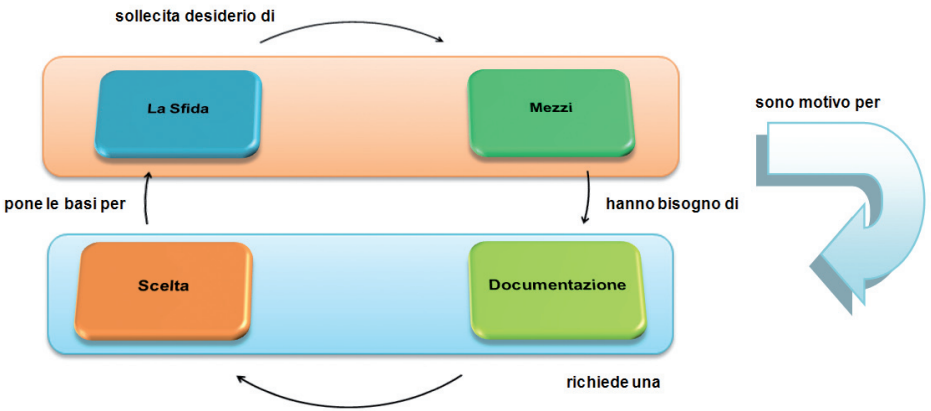 sollecita desiderio di
La Sfida
Mezzi
sono motivo per
pone le basi per
hanno bisogno di
Scelta
Documentazione
richiede una